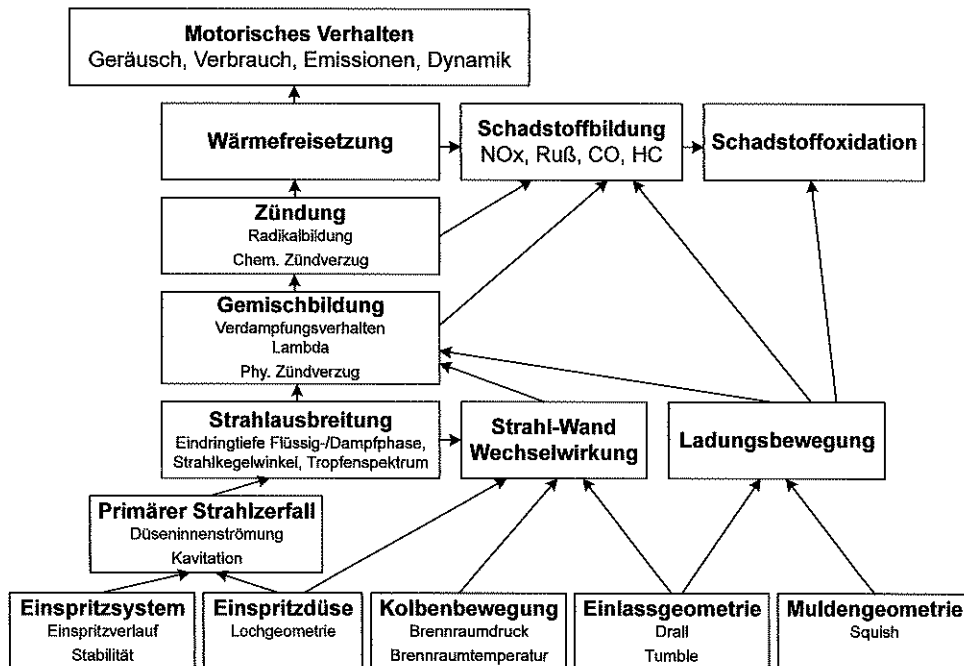 Motorisches Verhalten
Geräusch, Verbrauch, Emissionen, Dynamik
Wärmefreisetzung
Schadstoffbildung
NOx, Ruß, CO, HC
Schadstoffoxidation
Zündung
Radikalbildung
Chem. Zündverzug
Gemischbildung
Verdampfungsverhalten
Lambda
Phy. Zündverzug
Strahlausbreitung
Eindringtiefe Flüssig-/Dampfphase,
Strahlkegelwinkel, Tropfenspektrum
Strahl-Wand
Wechselwirkung
Ladungsbewegung
Primärer Strahlzerfall
Düseninnenströmung
Kavitation
Einspritzsystem
Einspritzverlauf
Stabilität
Einspritzdüse
Lochgeometrie
Kolbenbewegung
Brennraumdruck
Brennraumtemperatur
Einlassgeometrie
Drall
Tumble
Muldengeometrie
Squish